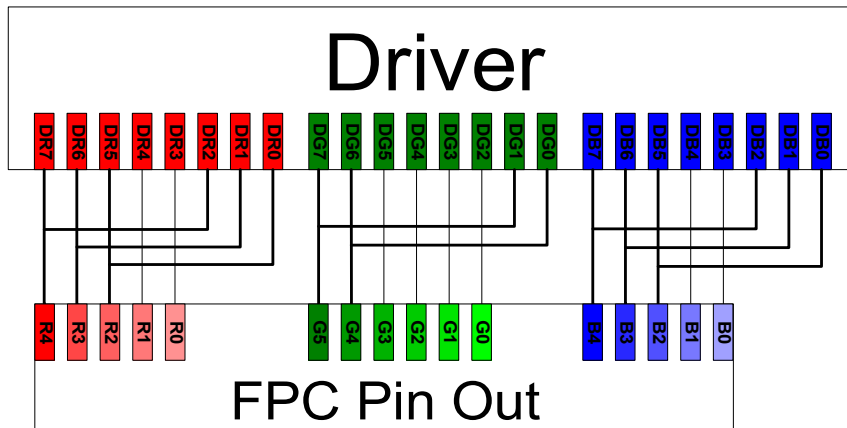 Driver
DR7 DR6 DR5 DR4 DR3 DR2 DR1 DR0 DG7 DG6 DG5 DG4 DG3 DG2 DG1 DG0 DB7 DB6 DB5 DB4 DB3 DB2 DB1 DB0
R4 R3 R2 R1 R0 G5 G4 G3 G2 G1 G0 B4 B3 B2 B1 B0
FPC Pin Out